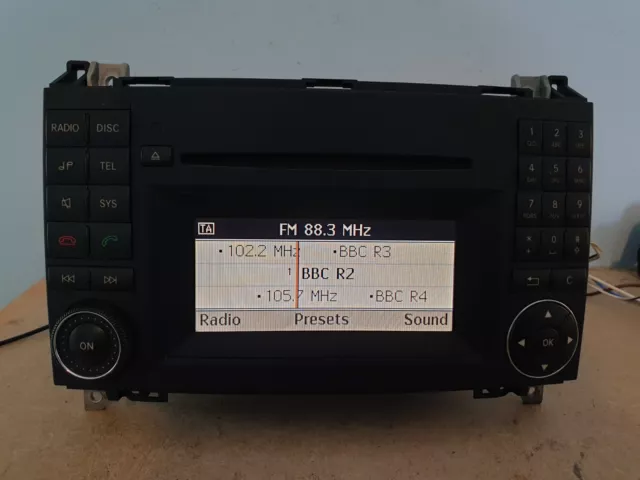 RADIO DISC
TEL
SYS
ON
TA FM 88.3 MHz
• 102.2 MHz • BBC R3
1 BBC R2
• 105.7 MHz • BBC R4
Radio Presets Sound
1 2 3
4 5 6
7 8 9
* 0 #
C
OK